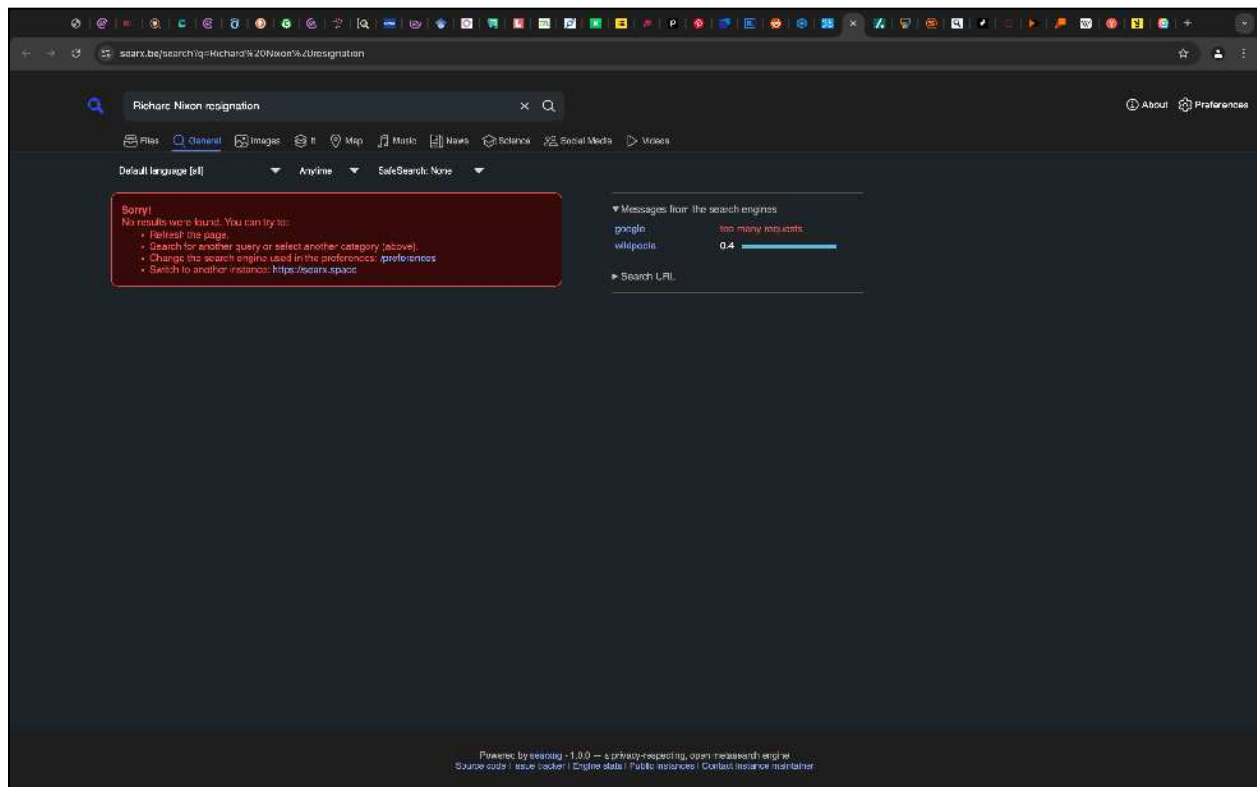 searx.be/search?q=Richard%20Nixon%20resignation
Richard Nixon resignation
About Preferences
Files General Images It Map Music News Science Social Media Videos
Default language [all] Anytime SafeSearch: None
Sorry!
No results were found. You can try to:
• Refresh the page.
• Search for another query or select another category (above).
• Change the search engine used in the preferences: /preferences
• Switch to another instance: https://searx.space
Messages from the search engines
google too many requests
wikipedia 0.4
Search URL
Powered by searxng - 1.0.0 — a privacy-respecting, open metasearch engine
Source code | Issue tracker | Engine stats | Public instances | Contact instance maintainer